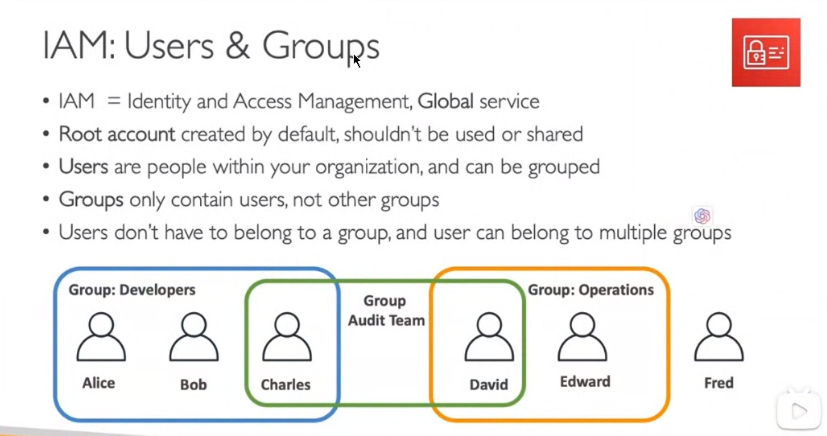 IAM: Users & Groups
• IAM = Identity and Access Management, Global service
• Root account created by default, shouldn't be used or shared
• Users are people within your organization, and can be grouped
• Groups only contain users, not other groups
• Users don't have to belong to a group, and user can belong to multiple groups
Group: Developers
Group
Audit Team
Group: Operations
Alice
Bob
Charles
David
Edward
Fred